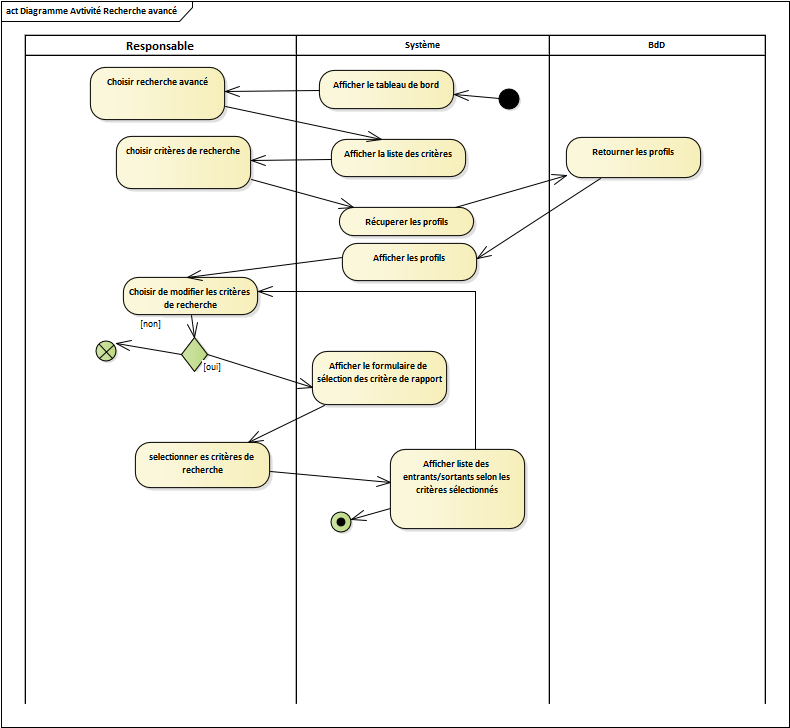 act Diagramme Avtivité Recherche avancé
Responsable
Système
BdD
Choisir recherche avancé
Afficher le tableau de bord
choisir critères de recherche
Afficher la liste des critères
Retourner les profils
Récuperer les profils
Afficher les profils
Choisir de modifier les critères
de recherche
[non]
[oui]
Afficher le formulaire de
sélection des critère de rapport
selectionner es critères de
recherche
Afficher liste des
entrants/sortants selon les
critères sélectionnés